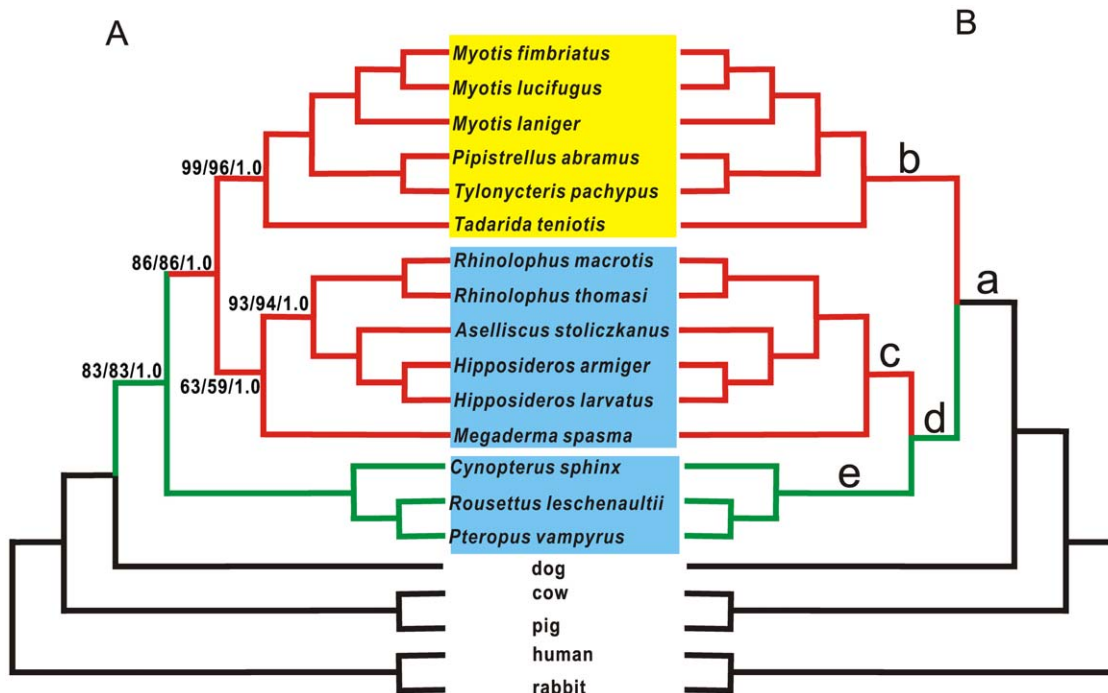 A
B
Myotis fimbriatus
Myotis lucifugus
Myotis laniger
Pipistrellus abramus
b
99/96/1.0
Tylonycteris pachypus
Tadarida teniotis
Rhinolophus macrotis
86/86/1.0
a
Rhinolophus thomasi
93/94/1.0
Aselliscus stoliczkanus
c
Hipposideros armiger
83/83/1.0
63/59/1.0
Hipposideros larvatus
d
Megaderma spasma
Cynopterus sphinx
e
Rousettus leschenaultii
Pteropus vampyrus
dog
cow
pig
human
rabbit